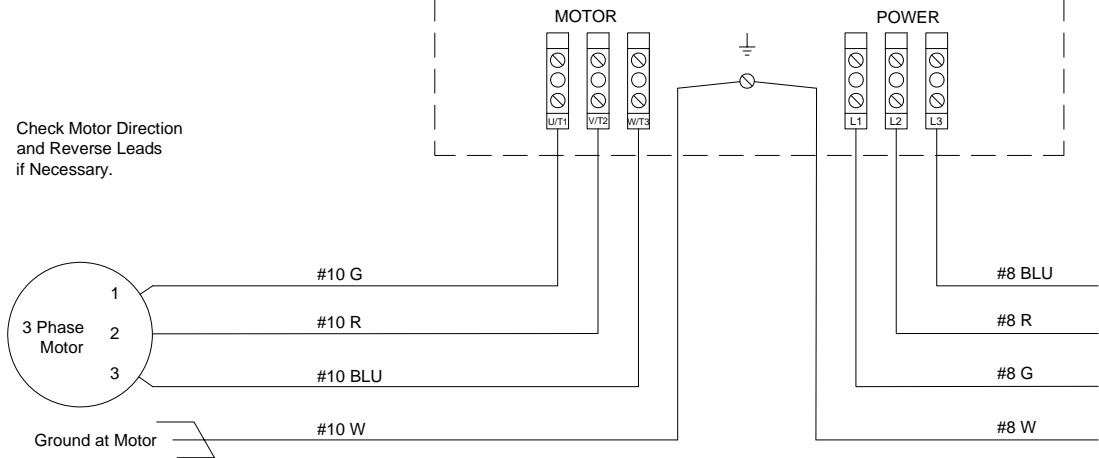 MOTOR
POWER
U/T1
V/T2
W/T3
L1
L2
L3
Check Motor Direction
and Reverse Leads
if Necessary.
#10 G
#8 BLU
1
3 Phase
Motor
2
#10 R
#8 R
3
#10 BLU
#8 G
Ground at Motor
#10 W
#8 W